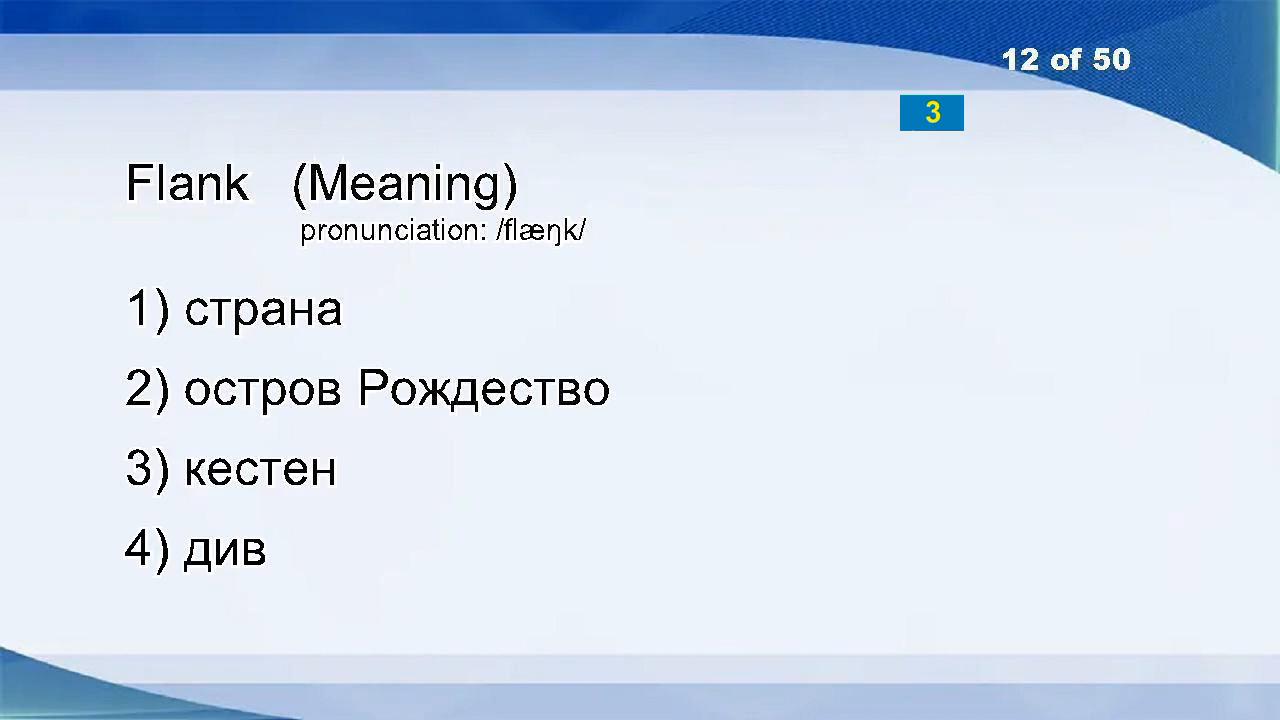 12 of 50
3
Flank (Meaning)
pronunciation: /flæŋk/
1) страна
2) остров Рождество
3) кестен
4) див